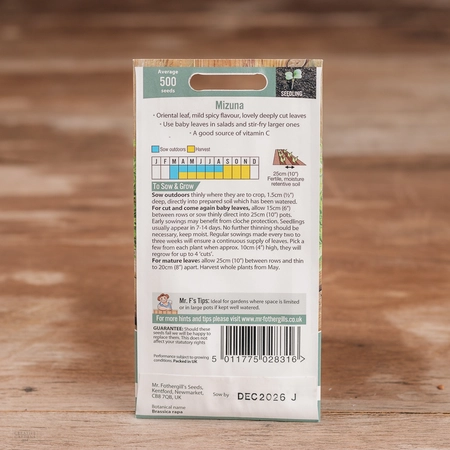 Average
500
seeds
SEEDLING
Mizuna
• Oriental leaf, mild spicy flavour, lovely deeply cut leaves
• Use baby leaves in salads and stir-fry larger ones
• A good source of vitamin C
Sow outdoors Harvest
J F M A M J J A S O N D
25cm (10")
Fertile, moisture
retentive soil
To Sow & Grow
Sow outdoors thinly where they are to crop, 1.5cm (½")
deep, directly into prepared soil which has been watered.
For cut and come again baby leaves, allow 15cm (6")
between rows or sow thinly direct into 25cm (10") pots.
Early sowings may benefit from cloche protection. Seedlings
usually appear in 7-14 days. No further thinning should be
necessary, keep moist. Regular sowings made every two to
three weeks will ensure a continuous supply of leaves. Pick a
few from each plant when approx. 10cm (4") high, they will
regrow for up to 4 'cuts'.
For mature leaves allow 25cm (10") between rows and thin
to 20cm (8") apart. Harvest whole plants from May.
Mr. F's Tips: Ideal for gardens where space is limited
or in large pots if kept well watered.
For more hints and tips please visit www.mr-fothergills.co.uk
GUARANTEE: Should these
seeds fail we will be happy to
replace them. This does not
affect your statutory rights
Performance subject to growing
conditions. Packed in UK
5 011775 028316 >
Mr. Fothergill's Seeds,
Kentford, Newmarket,
CB8 7QB, UK
Sow by DEC2026 J
Botanical name
Brassica rapa